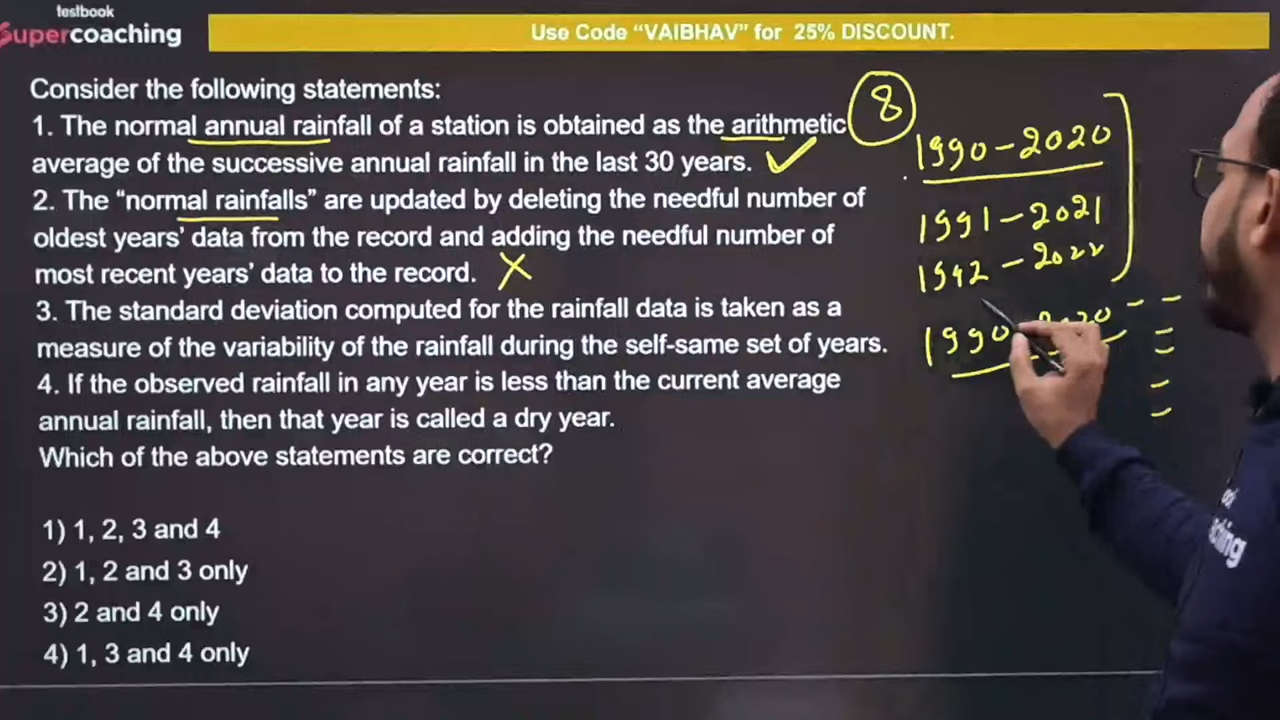 testbook
Supercoaching
Use Code “VAIBHAV” for 25% DISCOUNT.
Consider the following statements:
1. The normal annual rainfall of a station is obtained as the arithmetic
average of the successive annual rainfall in the last 30 years.
2. The “normal rainfalls” are updated by deleting the needful number of
oldest years’ data from the record and adding the needful number of
most recent years’ data to the record.
3. The standard deviation computed for the rainfall data is taken as a
measure of the variability of the rainfall during the self-same set of years.
4. If the observed rainfall in any year is less than the current average
annual rainfall, then that year is called a dry year.
Which of the above statements are correct?
1) 1, 2, 3 and 4
2) 1, 2 and 3 only
3) 2 and 4 only
4) 1, 3 and 4 only
8
1990-2020
1991-2021
1992-2022
1990